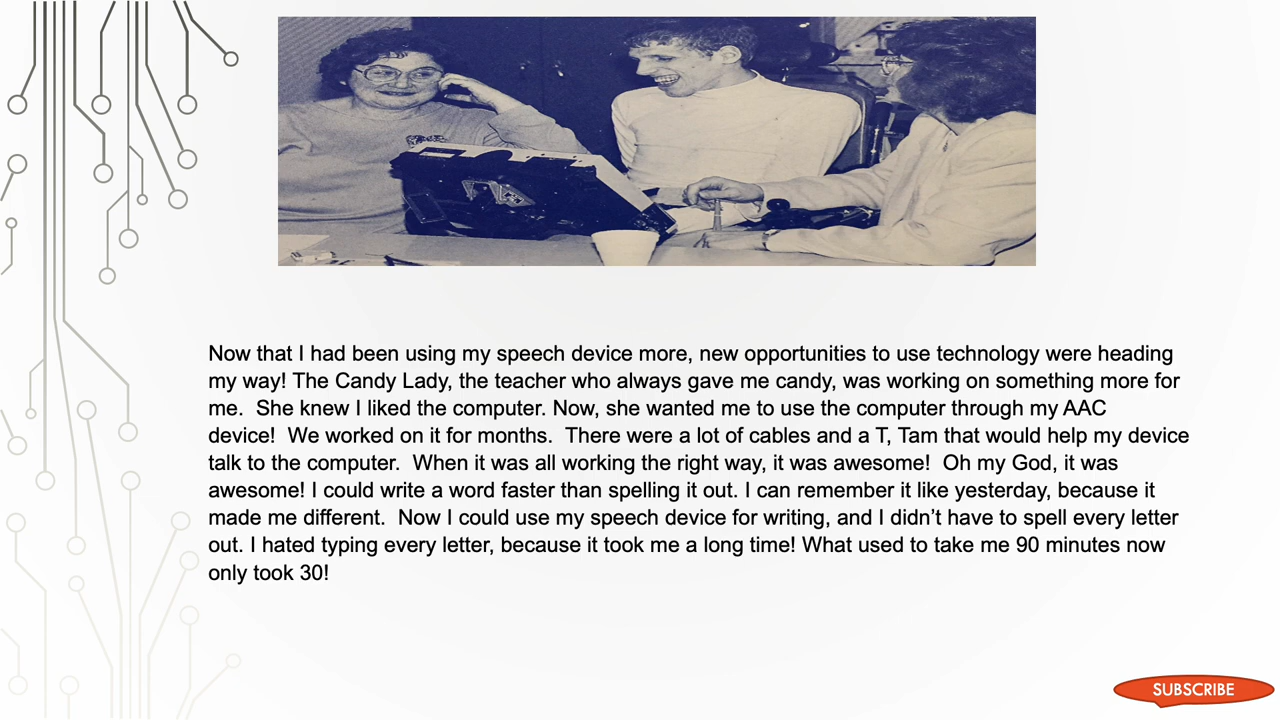 Now that I had been using my speech device more, new opportunities to use technology were heading
my way! The Candy Lady, the teacher who always gave me candy, was working on something more for
me.  She knew I liked the computer. Now, she wanted me to use the computer through my AAC
device!  We worked on it for months.  There were a lot of cables and a T, Tam that would help my device
talk to the computer.  When it was all working the right way, it was awesome!  Oh my God, it was
awesome! I could write a word faster than spelling it out. I can remember it like yesterday, because it
made me different.  Now I could use my speech device for writing, and I didn’t have to spell every letter
out. I hated typing every letter, because it took me a long time! What used to take me 90 minutes now
only took 30!
SUBSCRIBE